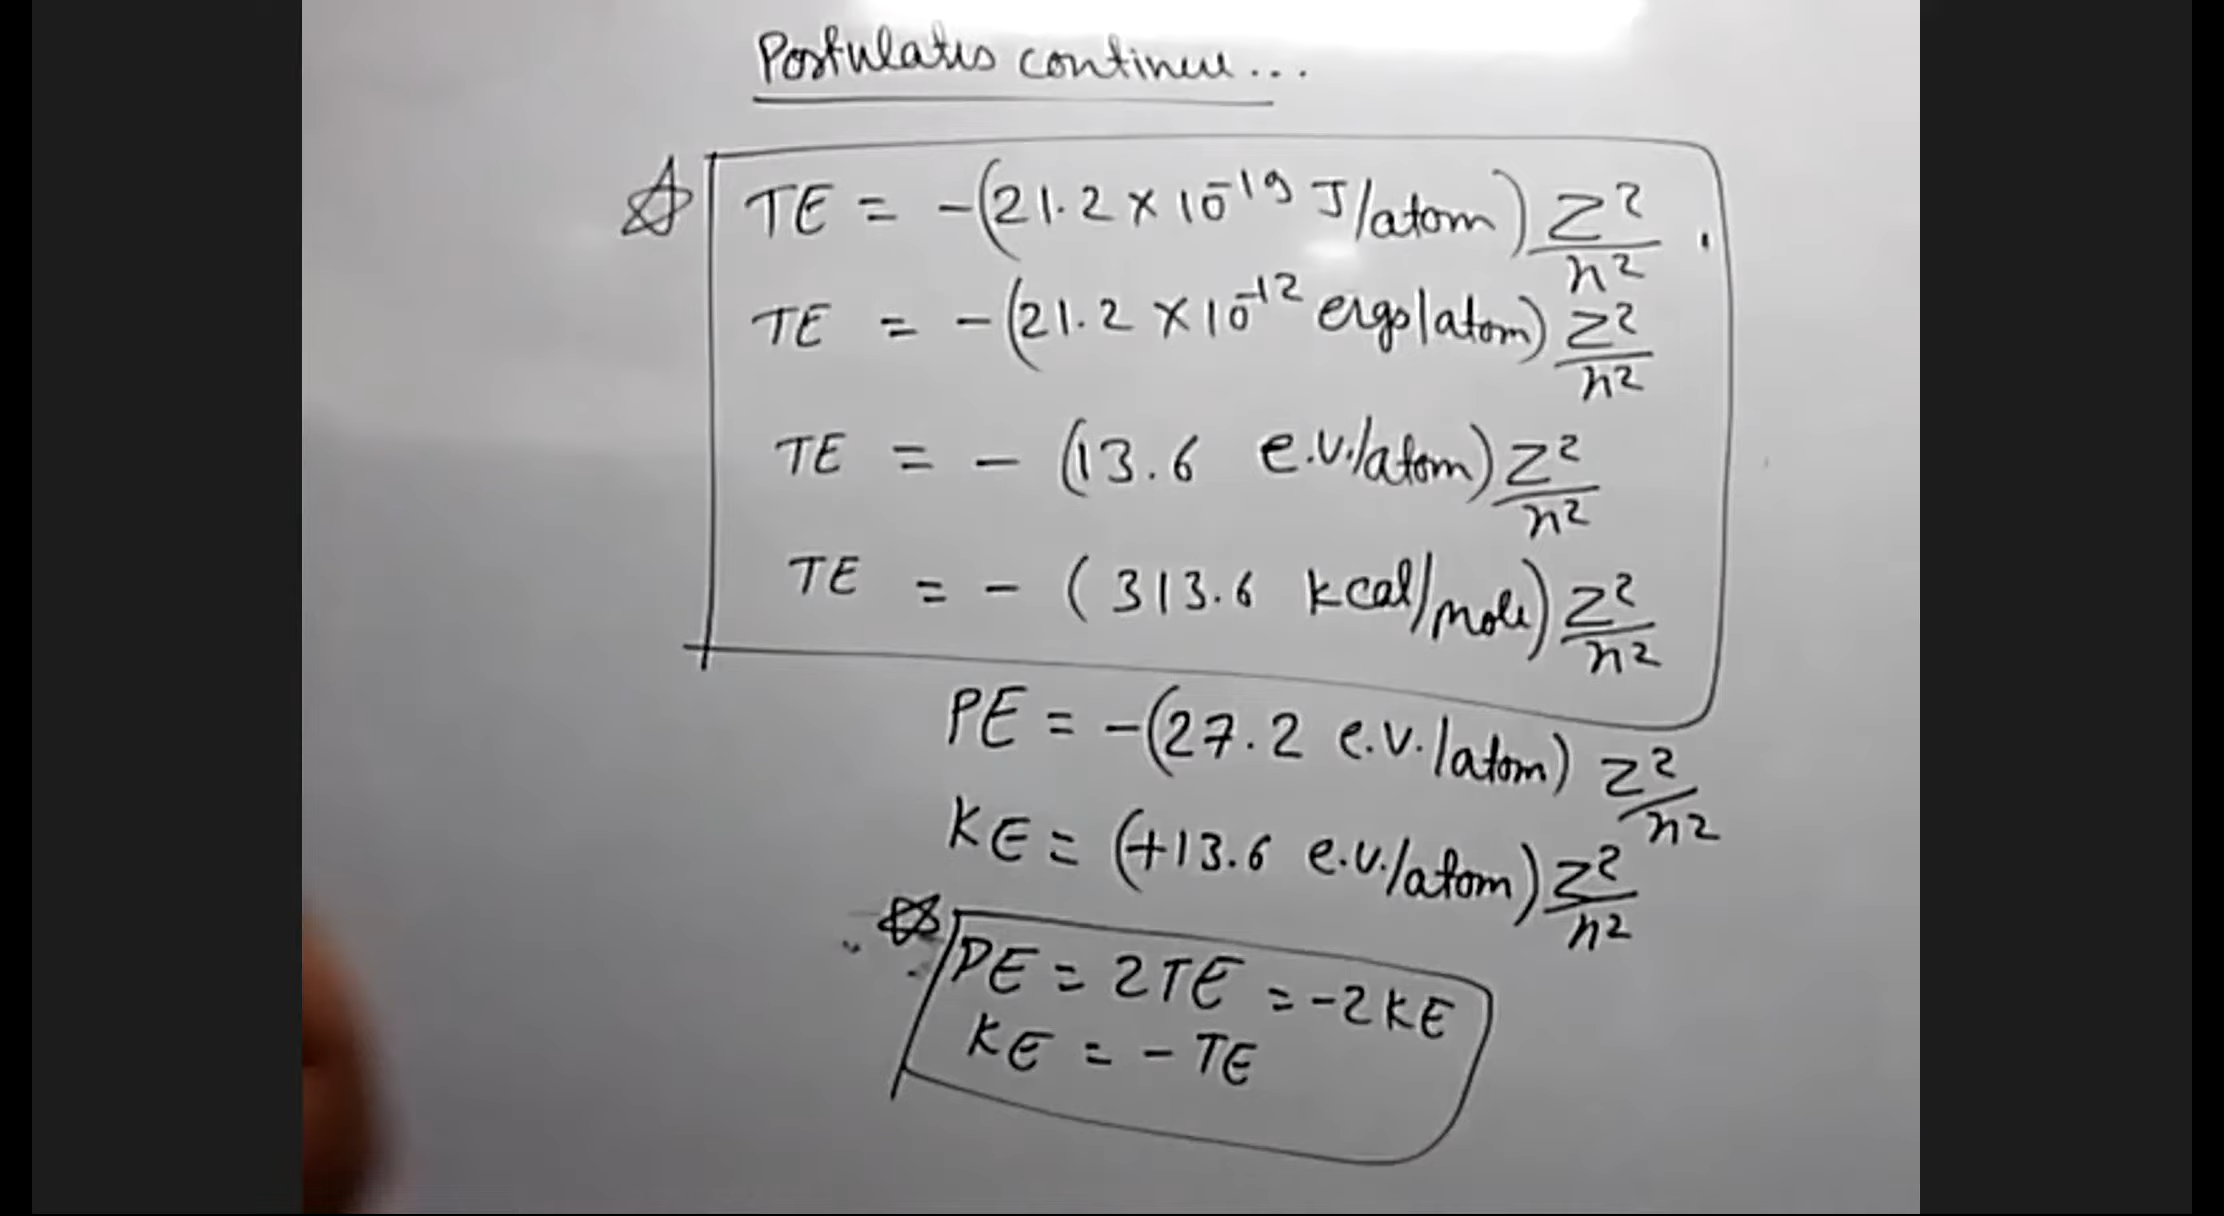 Postulates continue...
TE = -(21.2 × 10⁻¹⁹ J/atom) Z²/n² .
TE = -(21.2 × 10⁻¹² ergs/atom) Z²/n²
TE = - (13.6 e.v./atom) Z²/n²
TE = - (313.6 kcal/mole) Z²/n²
PE = -(27.2 e.v./atom) Z²/n²
KE = (+13.6 e.v./atom) Z²/n²
PE = 2TE = -2KE
KE = - TE